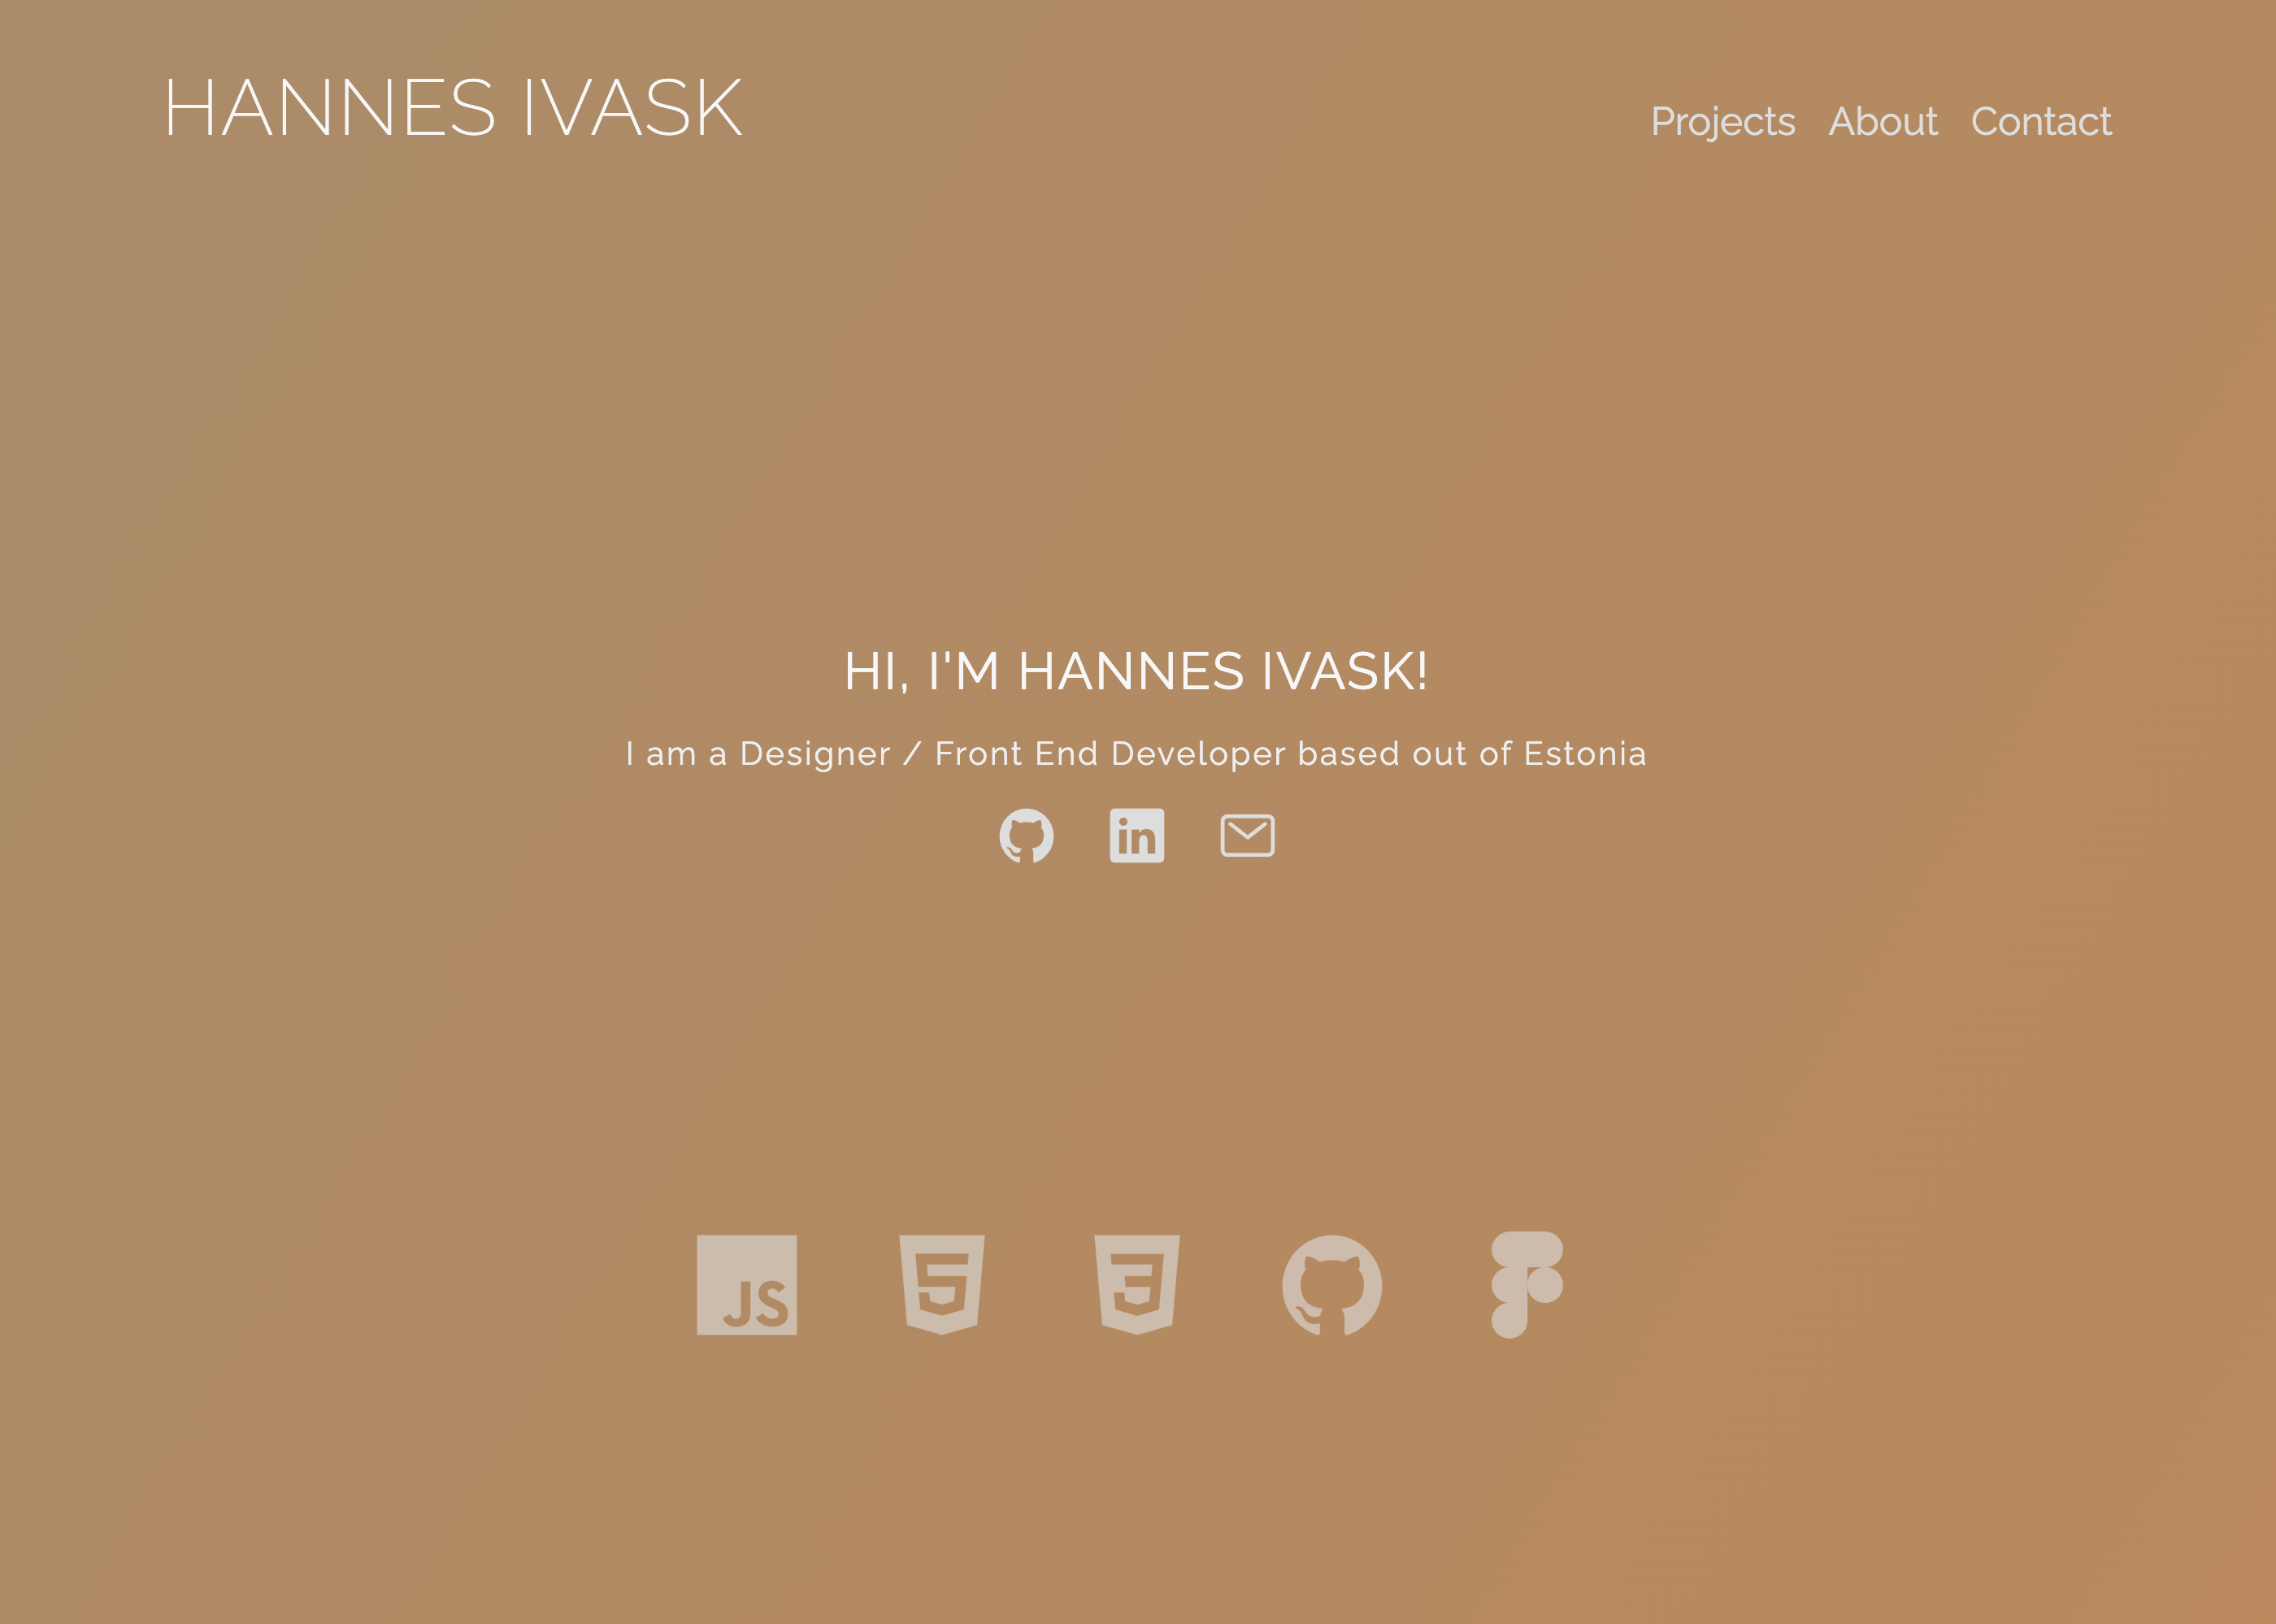 HANNES IVASK
Projects About Contact
HI, I'M HANNES IVASK!
I am a Designer / Front End Developer based out of Estonia
in
JS